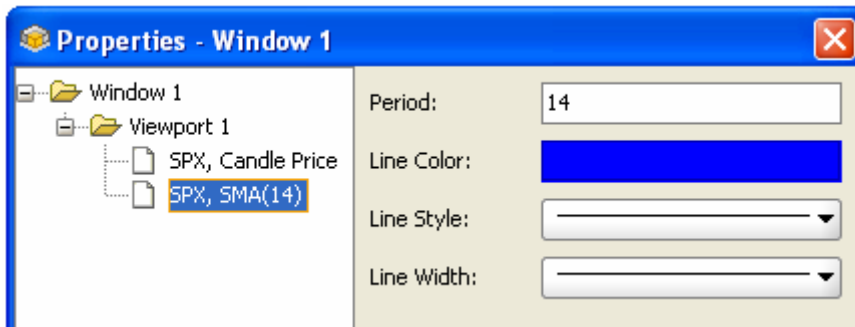 Properties - Window 1
Window 1
Viewport 1
SPX, Candle Price
SPX, SMA(14)
Period:
14
Line Color:
Line Style:
Line Width: